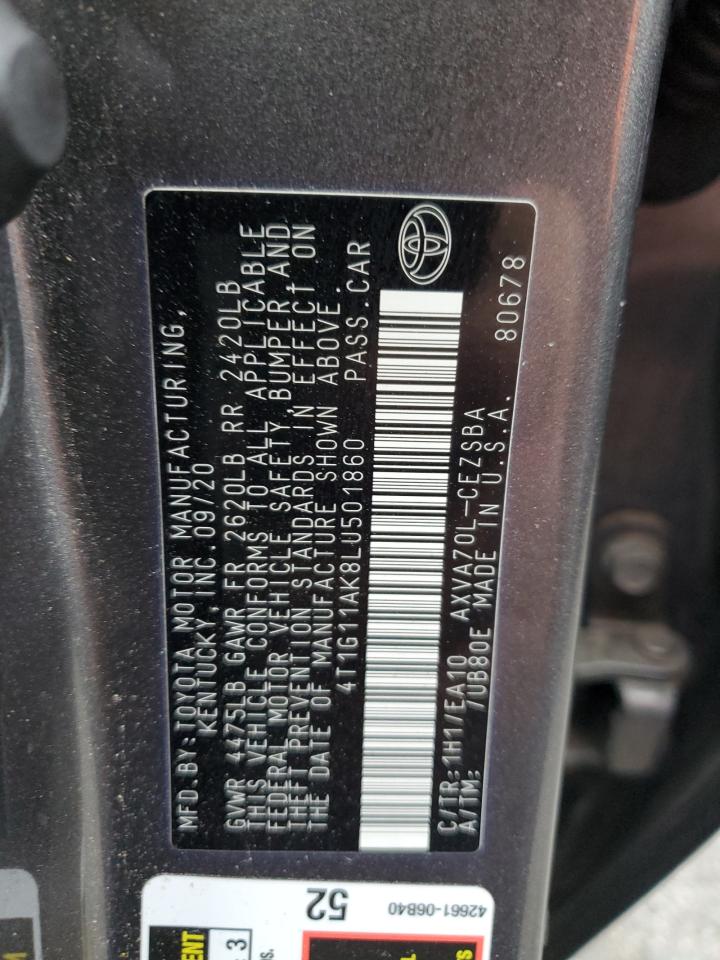 MFD.BY:TOYOTA MOTOR MANUFACTURING,
KENTUCKY,INC.09/20
GVWR 4475LB GAWR FR 2620LB RR 2420LB
THIS VEHICLE CONFORMS TO ALL APPLICABLE
FEDERAL MOTOR VEHICLE SAFETY,BUMPER,AND
THEFT PREVENTION STANDARDS IN EFFECT ON
THE DATE OF MANUFACTURE SHOWN ABOVE.
4T1G11AK8LU501860 PASS.CAR
C/TR:1H1/EA10 AXVA70L-CEZSBA
A/TM: /UB80E MADE IN U.S.A. 80678
52
42661-06B40
3